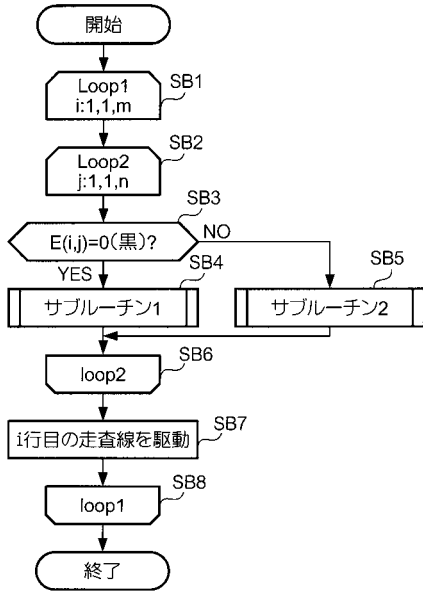 開始
Loop1
i:1,1,m
SB1
Loop2
j:1,1,n
SB2
E(i,j)=0(黒)?
SB3
NO
YES
SB4
サブルーチン1
SB5
サブルーチン2
loop2
SB6
i行目の走査線を駆動
SB7
loop1
SB8
終了